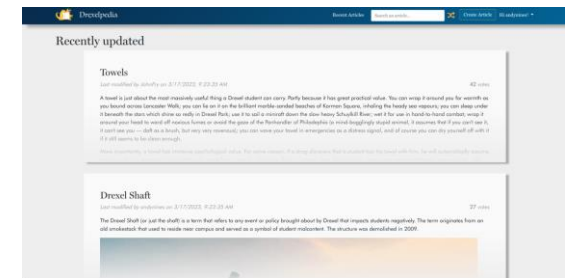 Drexelpedia
Recent Articles Search an article... Create Article Hi andynines!
Recently updated
Towels
Last modified by on 3/17/2023, 9:23:35 AM 42 votes
A towel is just about the most massively useful thing a Drexel student can carry. Partly because it has great practical value. You can wrap it around you for warmth as
you bound across Lancaster Walk; you can lie on it on the brilliant marble-sanded beaches of Korman Square, inhaling the heady sea vapours; you can sleep under
it beneath the stars which shine so redly in Drexel Park; use it to sail a miniraft down the slow heavy Schuylkill River; wet it for use in hand-to-hand combat; wrap it
around your head to ward off noxious fumes or avoid the gaze of the Panhandler of Philadelphia (a mind-bogglingly stupid animal, it assumes that if you can't see it,
it can't see you — daft as a brush, but very very ravenous); you can wave your towel in emergencies as a distress signal, and of course you can dry yourself off with it
if it still seems to be clean enough.
Drexel Shaft
Last modified by andynines on 3/17/2023, 9:23:35 AM 27 votes
The Drexel Shaft (or just the shaft) is a term that refers to any event or policy brought about by Drexel that impacts students negatively. The term originates from an
old smokestack that used to reside near campus and served as a symbol of student malcontent. The structure was demolished in 2009.